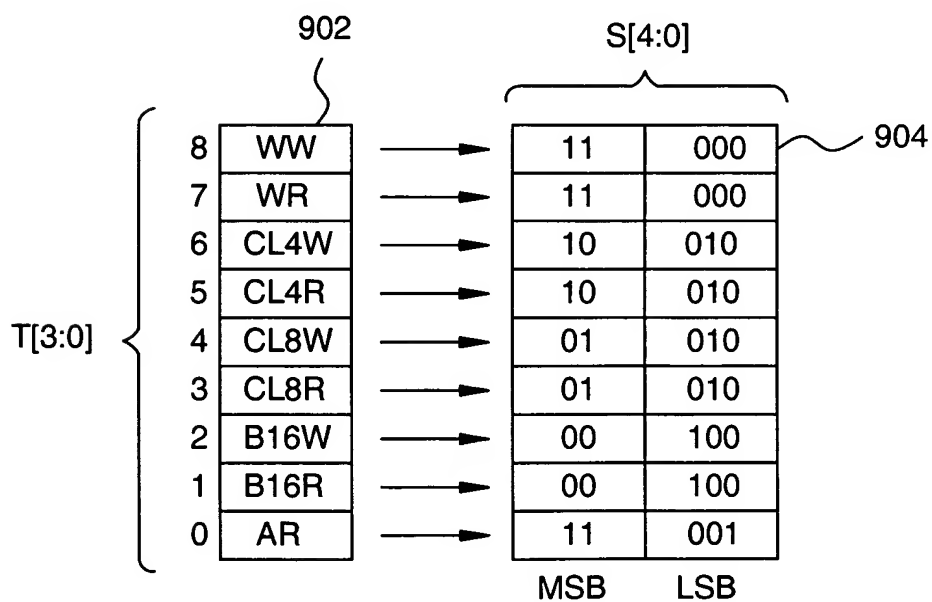 902
S[4:0]
8 WW 11 000 904
7 WR 11 000
6 CL4W 10 010
5 CL4R 10 010
T[3:0] 4 CL8W 01 010
3 CL8R 01 010
2 B16W 00 100
1 B16R 00 100
0 AR 11 001
MSB LSB